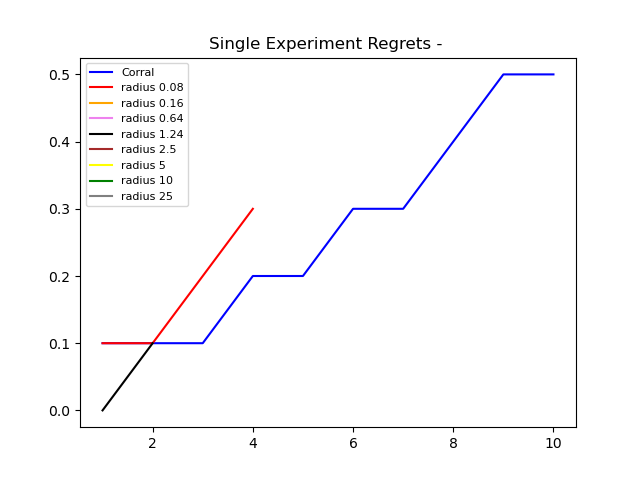 Single Experiment Regrets -
Corral
radius 0.08
radius 0.16
radius 0.64
radius 1.24
radius 2.5
radius 5
radius 10
radius 25
0.5
0.4
0.3
0.2
0.1
0.0
2
4
6
8
10